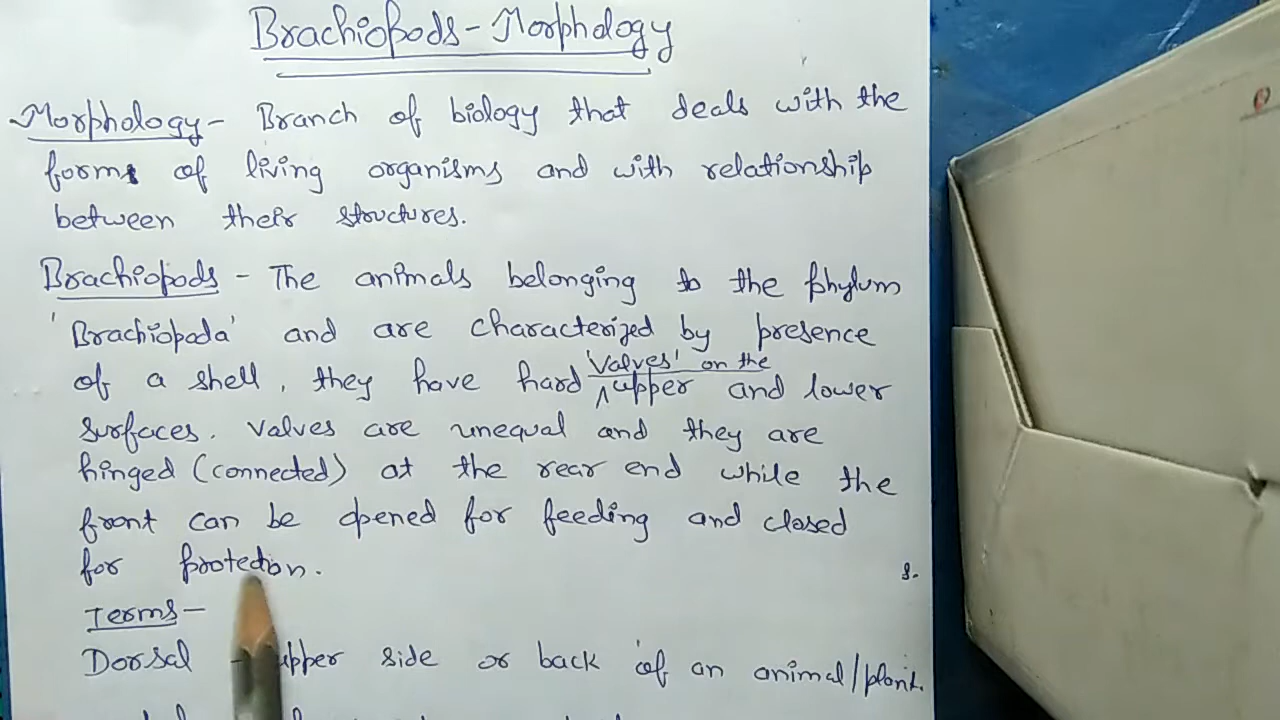 Brachiopods - Morphology
Morphology - Branch of biology that deals with the
forms of living organisms and with relationship
between their structures.
Brachiopods - The animals belonging to the phylum
'Brachiopoda' and are characterized by presence
of a shell, they have hard ^ 'valves' on the upper and lower
surfaces. Valves are unequal and they are
hinged (connected) at the rear end while the
front can be opened for feeding and closed
for protection.
Terms -
Dorsal - upper side or back of an animal/plant.